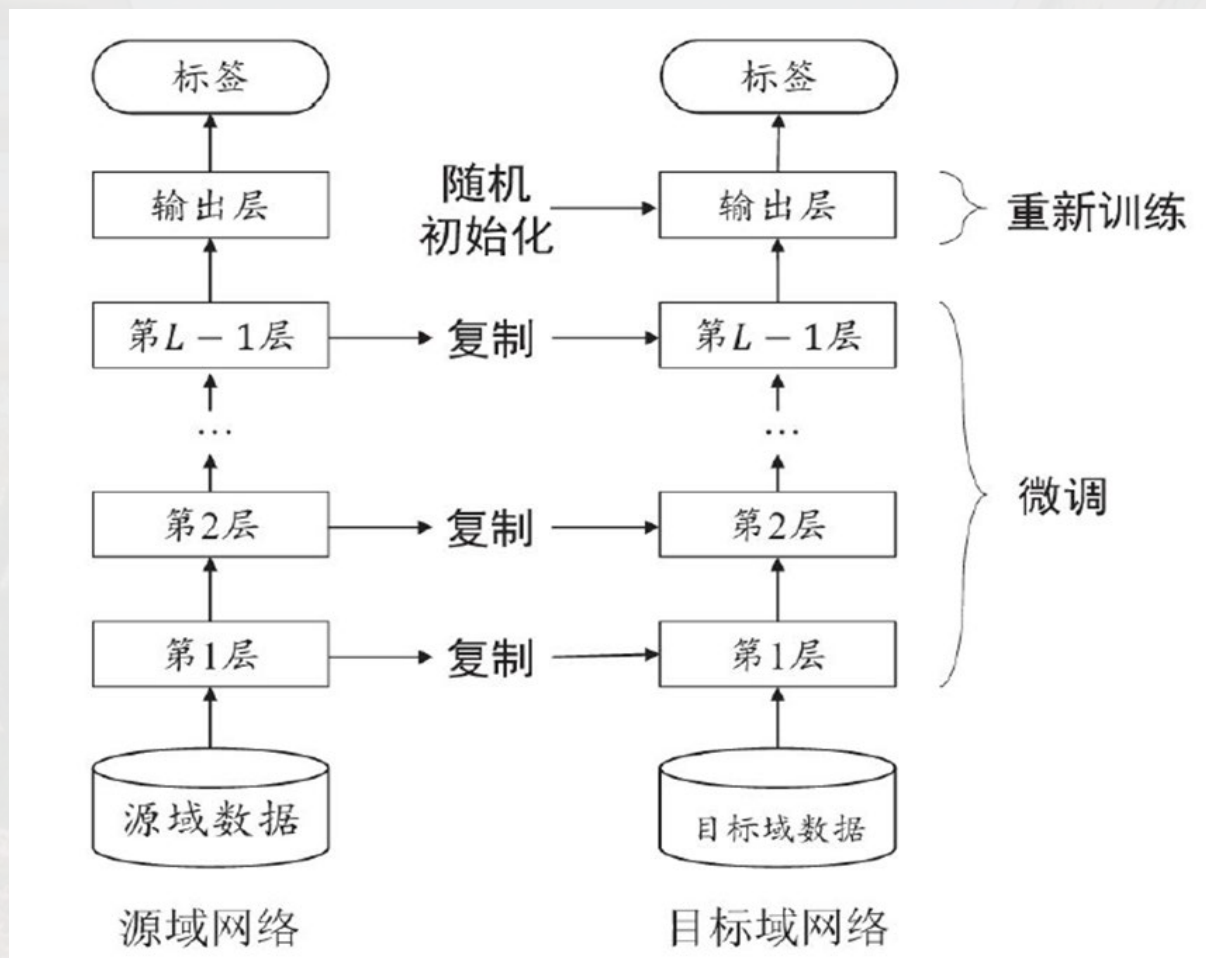 标签 标签
输出层 随机 输出层 重新训练
初始化
第L − 1层 复制 第L − 1层
… …
微调
第2层 复制 第2层
第1层 复制 第1层
源域数据 目标域数据
源域网络 目标域网络